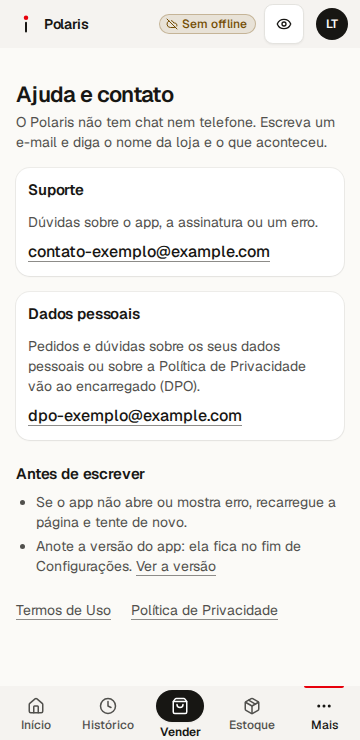 Polaris
Sem offline
LT
Ajuda e contato
O Polaris não tem chat nem telefone. Escreva um
e-mail e diga o nome da loja e o que aconteceu.
Suporte
Dúvidas sobre o app, a assinatura ou um erro.
contato-exemplo@example.com
Dados pessoais
Pedidos e dúvidas sobre os seus dados
pessoais ou sobre a Política de Privacidade
vão ao encarregado (DPO).
dpo-exemplo@example.com
Antes de escrever
• Se o app não abre ou mostra erro, recarregue a
página e tente de novo.
• Anote a versão do app: ela fica no fim de
Configurações. Ver a versão
Termos de Uso Política de Privacidade
Início Histórico Vender Estoque Mais